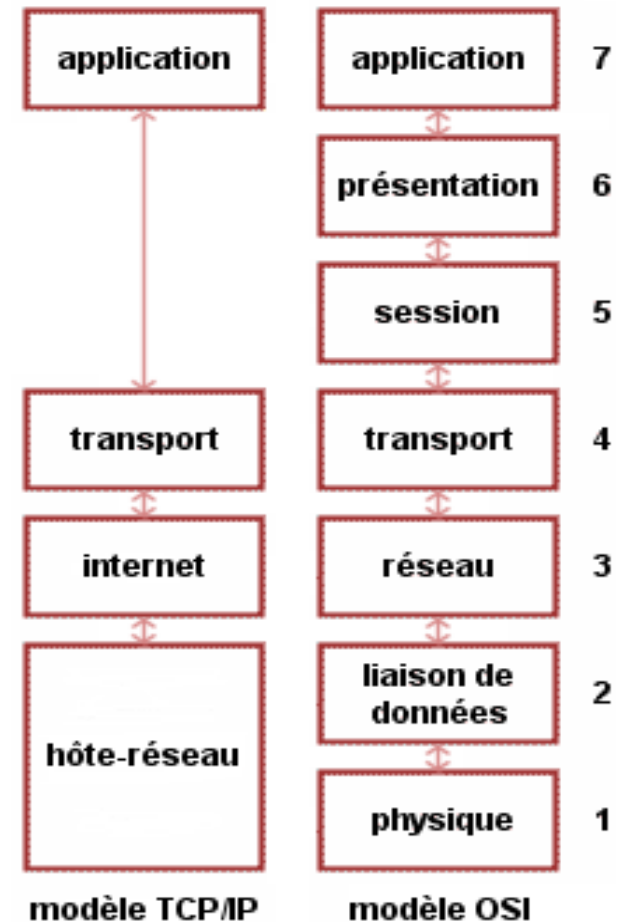 application application 7
présentation 6
session 5
transport transport 4
internet réseau 3
liaison de
données 2
hôte-réseau
physique 1
modèle TCP/IP modèle OSI